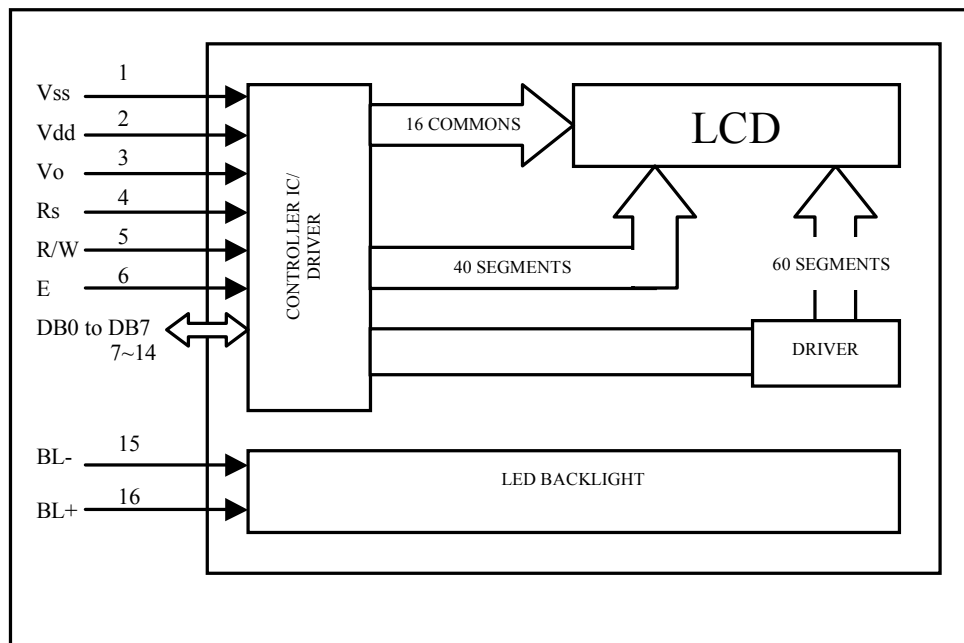 1
Vss
2
Vdd
3
Vo
4
Rs
5
R/W
6
E
DB0 to DB7
7~14
CONTROLLER IC/
DRIVER
16 COMMONS
LCD
40 SEGMENTS
60 SEGMENTS
DRIVER
15
BL-
16
BL+
LED BACKLIGHT